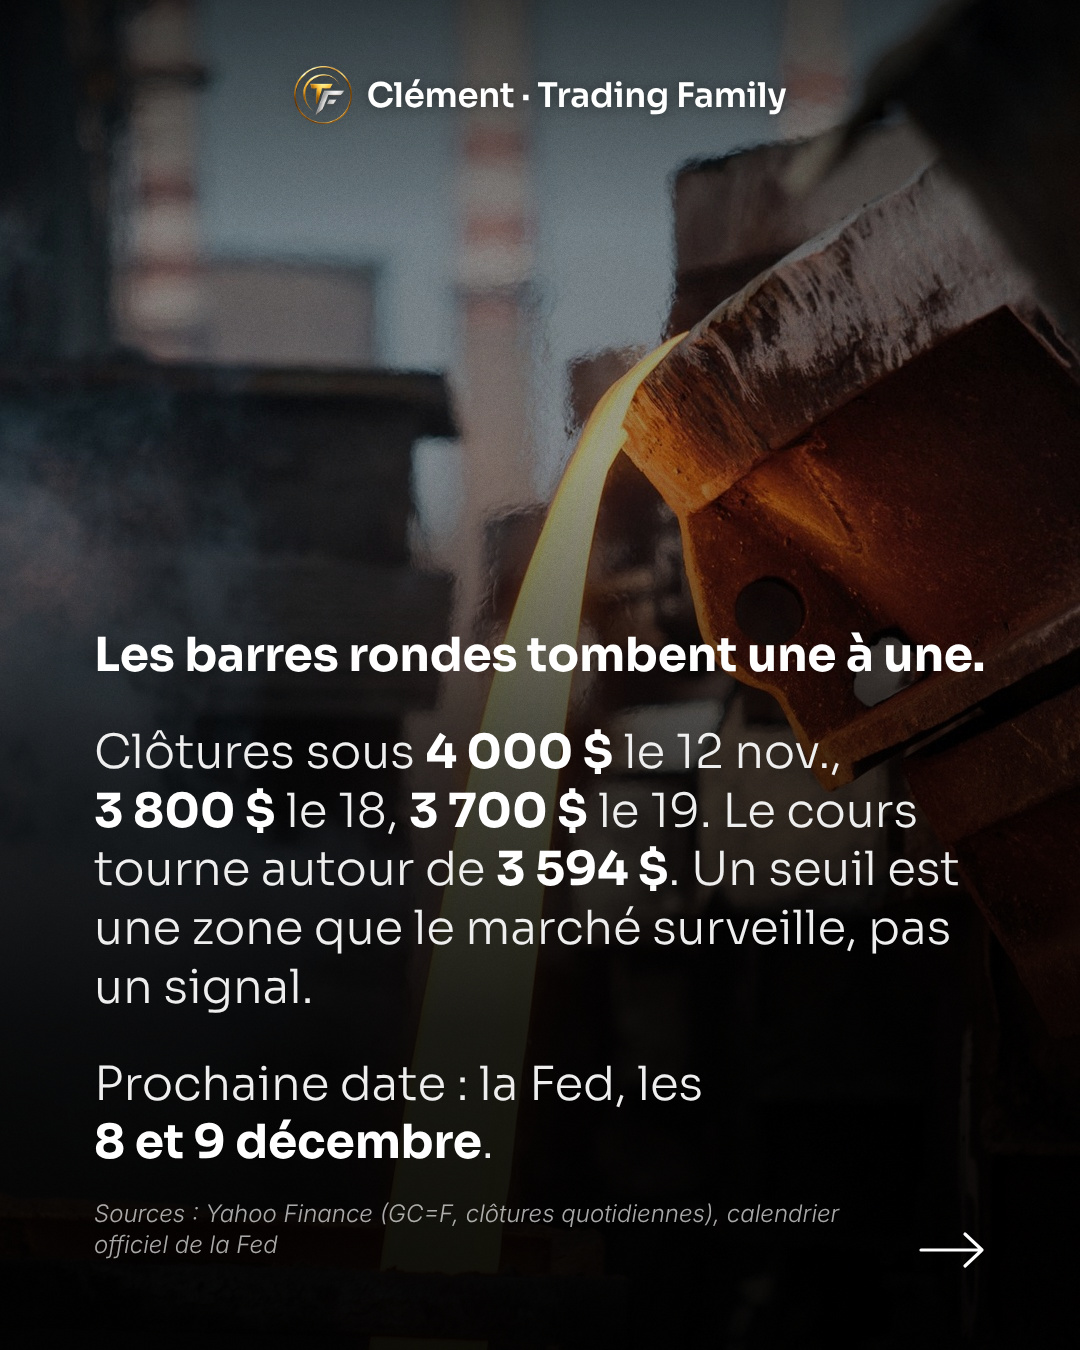 TF
Clément · Trading Family
Les barres rondes tombent une à une.
Clôtures sous 4 000 $ le 12 nov.,
3 800 $ le 18, 3 700 $ le 19. Le cours
tourne autour de 3 594 $. Un seuil est
une zone que le marché surveille, pas
un signal.
Prochaine date : la Fed, les
8 et 9 décembre.
Sources : Yahoo Finance (GC=F, clôtures quotidiennes), calendrier
officiel de la Fed